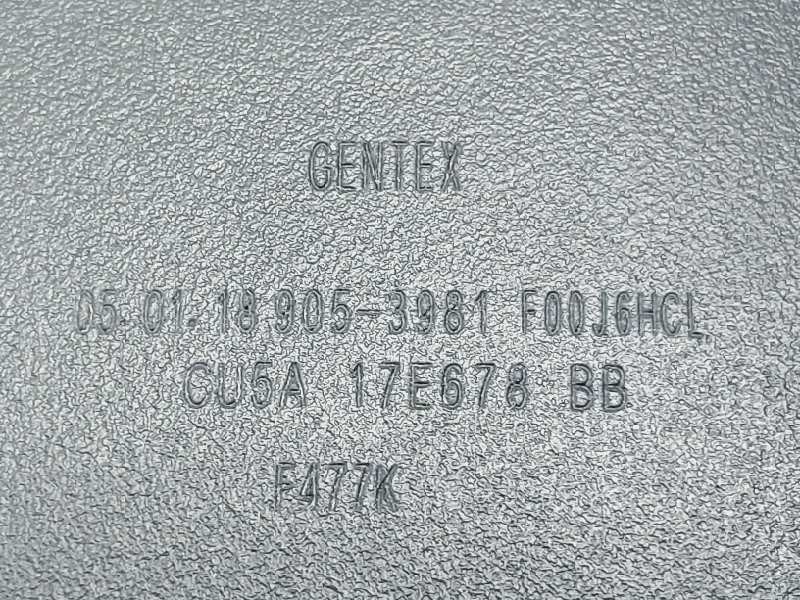 GENTEX
05.01.18 905-3981 F00J6HCL
CU5A 17E678 BB
F477K